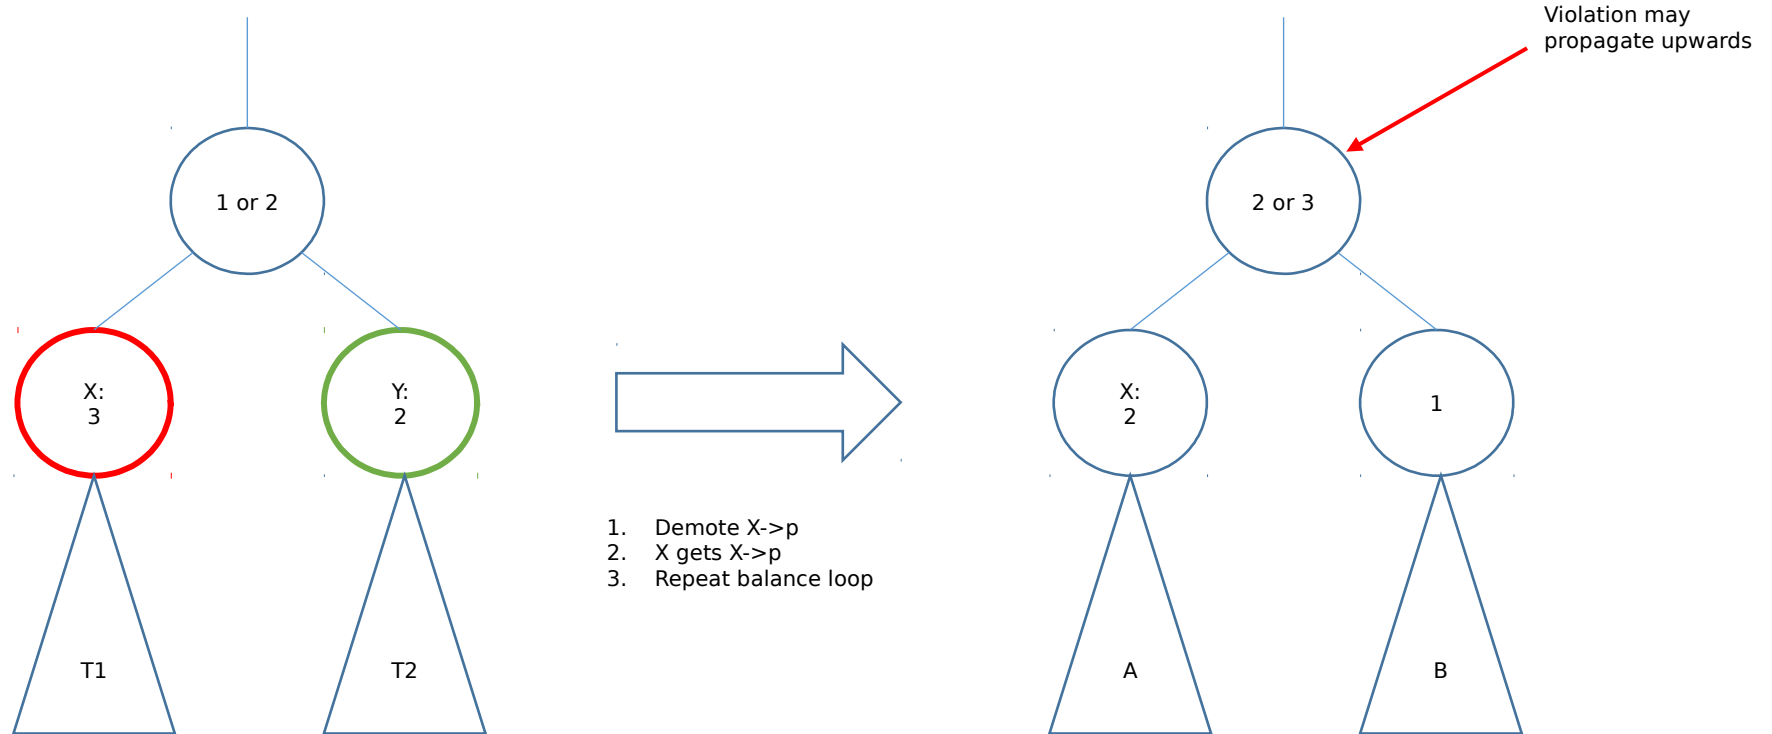 Violation may
propagate upwards
1 or 2
2 or 3
X:
3
Y:
2
X:
2
1
1. Demote X->p
2. X gets X->p
3. Repeat balance loop
T1
T2
A
B